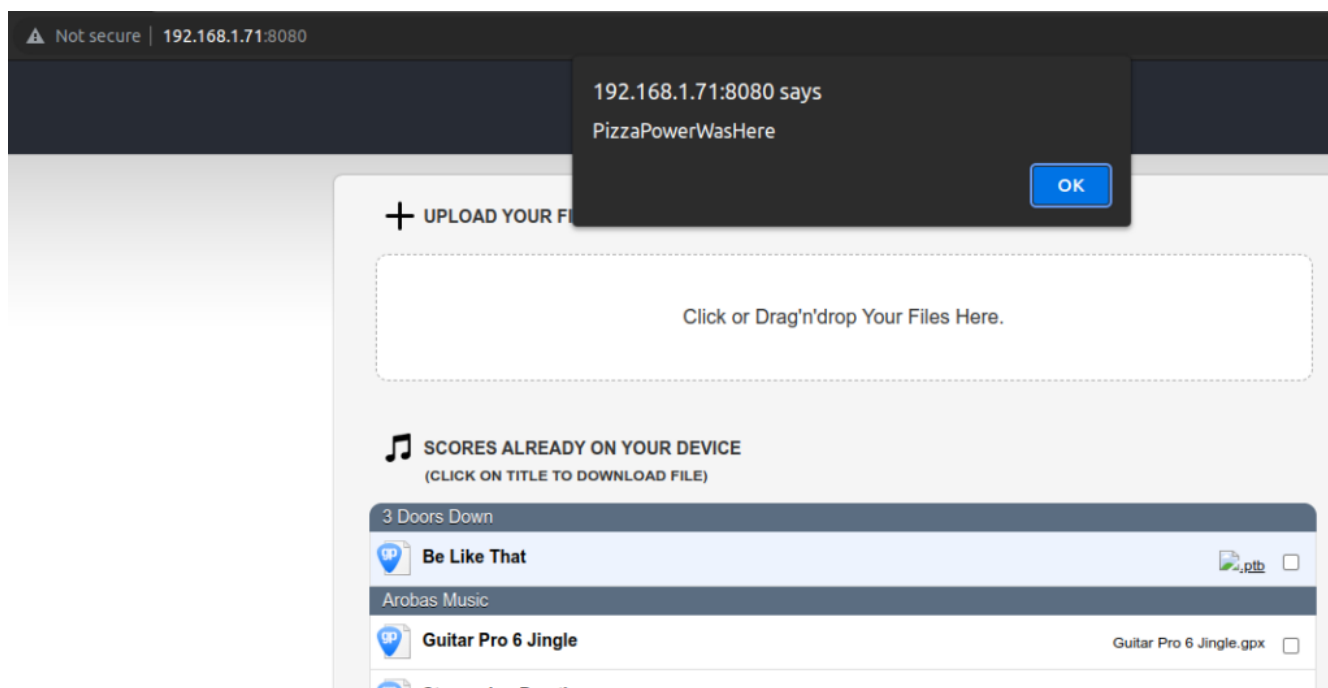 Not secure | 192.168.1.71:8080
192.168.1.71:8080 says
PizzaPowerWasHere
OK
UPLOAD YOUR
Click or Drag'n'drop Your Files Here.
SCORES ALREADY ON YOUR DEVICE
(CLICK ON TITLE TO DOWNLOAD FILE)
3 Doors Down
gp Be Like That .ptb
Arobas Music
gp Guitar Pro 6 Jingle Guitar Pro 6 Jingle.gpx